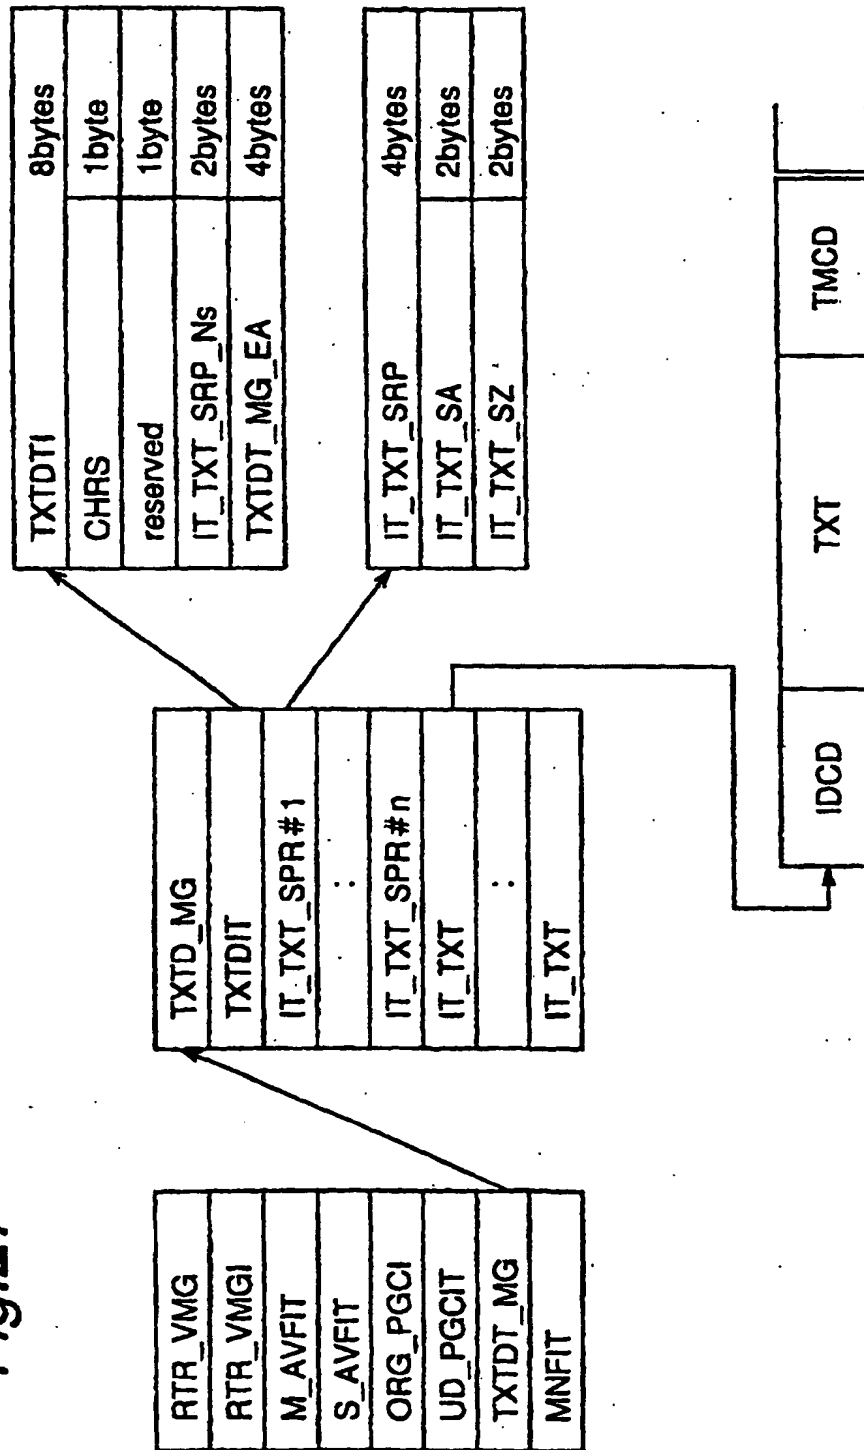 RTR_VMG
RTR_VMGI
M_AVFIT
S_AVFIT
ORG_PGCI
UD_PGCIT
TXTDT_MG
MNFIT
TXTD_MG
TXTDIT
IT_TXT_SPR#1
:
IT_TXT_SPR#n
IT_TXT
:
IT_TXT
TXTDTI 8bytes
CHRS 1byte
reserved 1byte
IT_TXT_SRP_Ns 2bytes
TXTDT_MG_EA 4bytes
IT_TXT_SRP 4bytes
IT_TXT_SA 2bytes
IT_TXT_SZ 2bytes
IDCD TXT TMCD